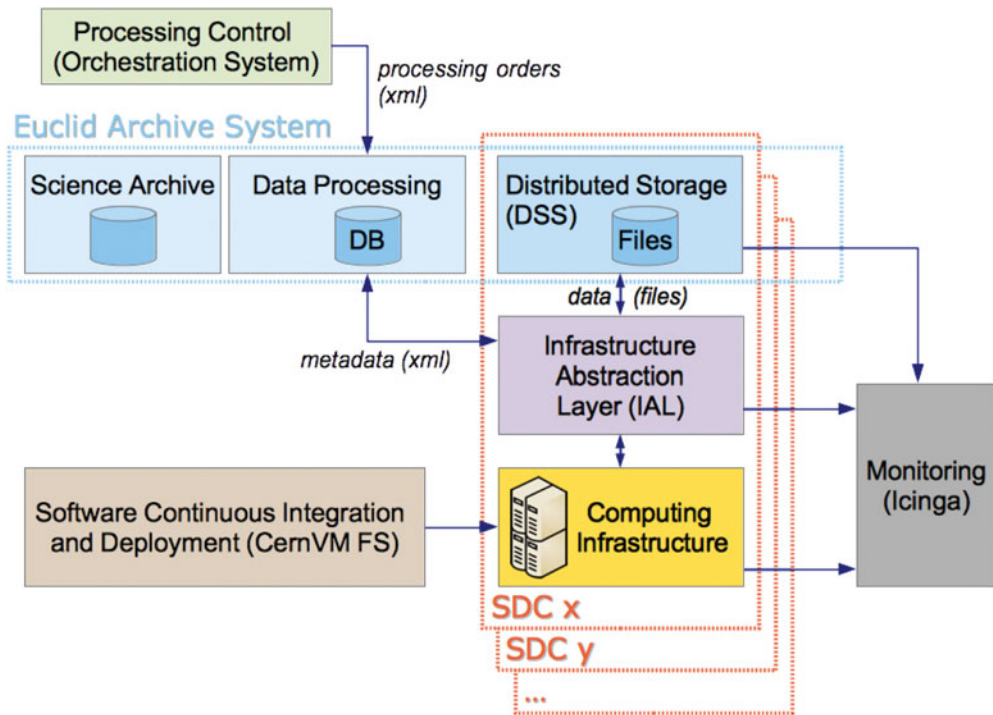 Processing Control
(Orchestration System)
processing orders
(xml)
Euclid Archive System
Science Archive
Data Processing
DB
Distributed Storage
(DSS)
Files
data (files)
metadata (xml)
Infrastructure
Abstraction
Layer (IAL)
Monitoring
(Icinga)
Software Continuous Integration
and Deployment (CernVM FS)
Computing
Infrastructure
SDC x
SDC y
...